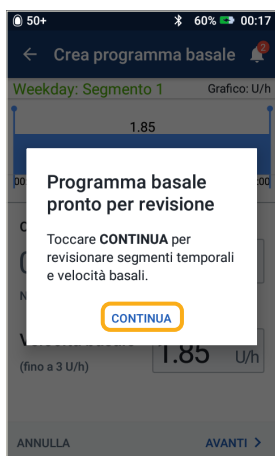 50+ 60% 00:17
Crea programma basale 2
Weekday: Segmento 1 Grafico: U/h
1.85
Programma basale
pronto per revisione
Toccare CONTINUA per
revisionare segmenti temporali
e velocità basali.
CONTINUA
1.85 U/h
(fino a 3 U/h)
ANNULLA AVANTI >